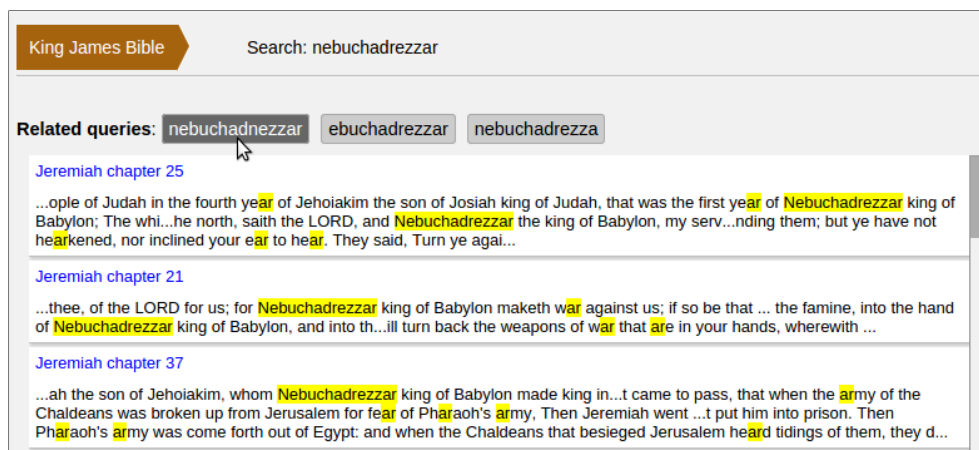 King James Bible Search: nebuchadrezzar
Related queries: nebuchadnezzar ebuchadrezzar nebuchadrezza
Jeremiah chapter 25
...ople of Judah in the fourth year of Jehoiakim the son of Josiah king of Judah, that was the first year of Nebuchadrezzar king of
Babylon; The whi...he north, saith the LORD, and Nebuchadrezzar the king of Babylon, my serv...nding them; but ye have not
hearkened, nor inclined your ear to hear. They said, Turn ye agai...
Jeremiah chapter 21
...thee, of the LORD for us; for Nebuchadrezzar king of Babylon maketh war against us; if so be that ... the famine, into the hand
of Nebuchadrezzar king of Babylon, and into th...ill turn back the weapons of war that are in your hands, wherewith ...
Jeremiah chapter 37
...ah the son of Jehoiakim, whom Nebuchadrezzar king of Babylon made king in...t came to pass, that when the army of the
Chaldeans was broken up from Jerusalem for fear of Pharaoh's army, Then Jeremiah went ...t put him into prison. Then
Pharaoh's army was come forth out of Egypt: and when the Chaldeans that besieged Jerusalem heard tidings of them, they d...